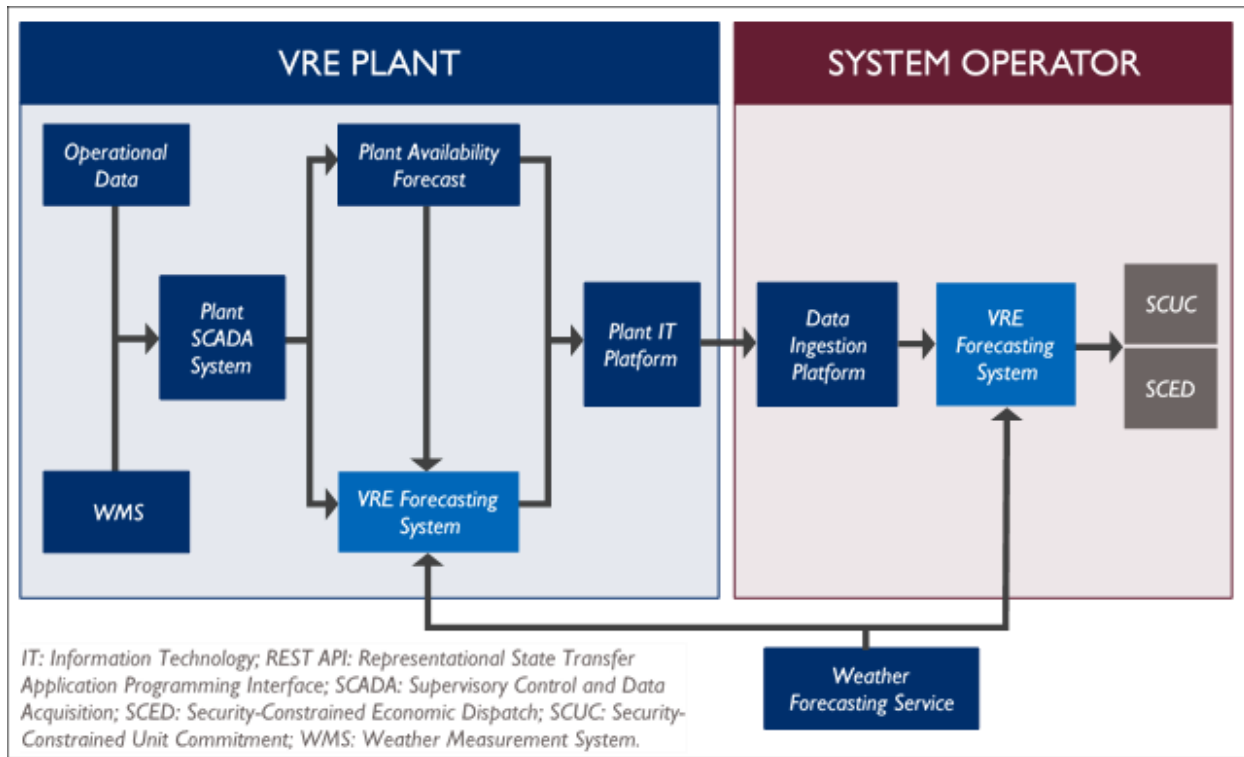 VRE PLANT
SYSTEM OPERATOR
Operational
Data
Plant Availability
Forecast
Plant
SCADA
System
Plant IT
Platform
WMS
VRE Forecasting
System
Data
Ingestion
Platform
VRE
Forecasting
System
SCUC
SCED
Weather
Forecasting Service
IT: Information Technology; REST API: Representational State Transfer
Application Programming Interface; SCADA: Supervisory Control and Data
Acquisition; SCED: Security-Constrained Economic Dispatch; SCUC: Security-
Constrained Unit Commitment; WMS: Weather Measurement System.